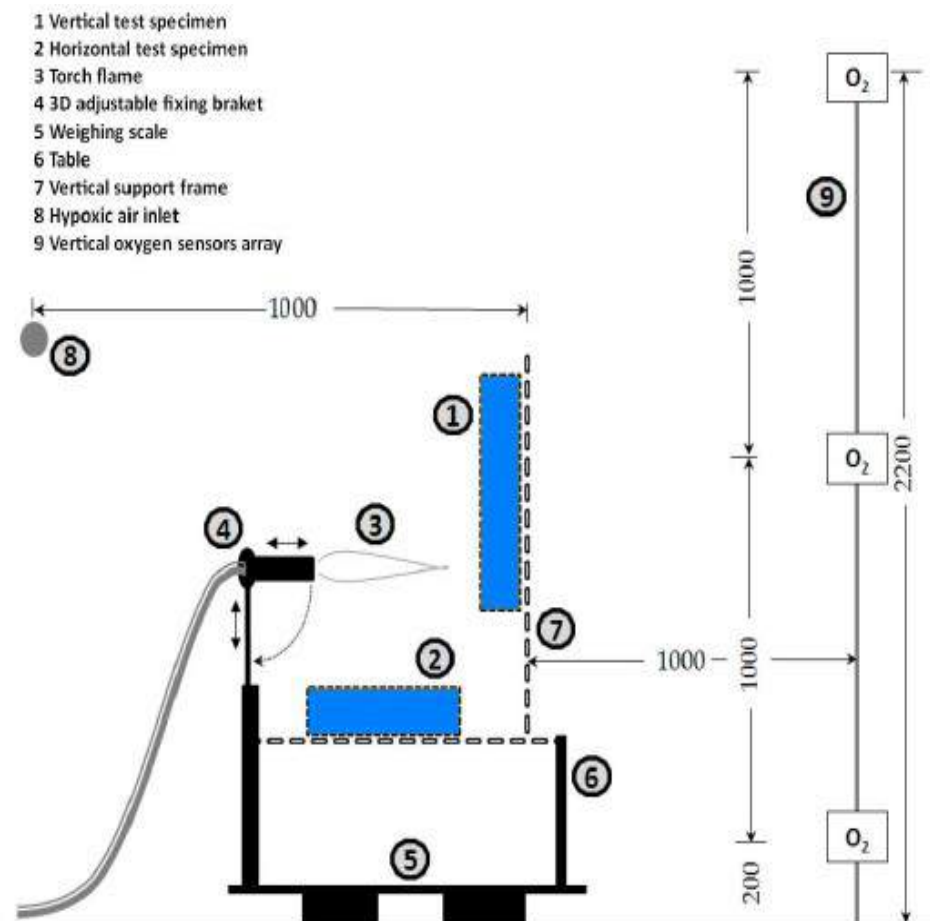 1 Vertical test specimen
2 Horizontal test specimen
3 Torch flame
4 3D adjustable fixing braket
5 Weighing scale
6 Table
7 Vertical support frame
8 Hypoxic air inlet
9 Vertical oxygen sensors array
O2
9
1000
1000
8
1
O2
2200
4
3
7
2
1000
1000
6
O2
5
200